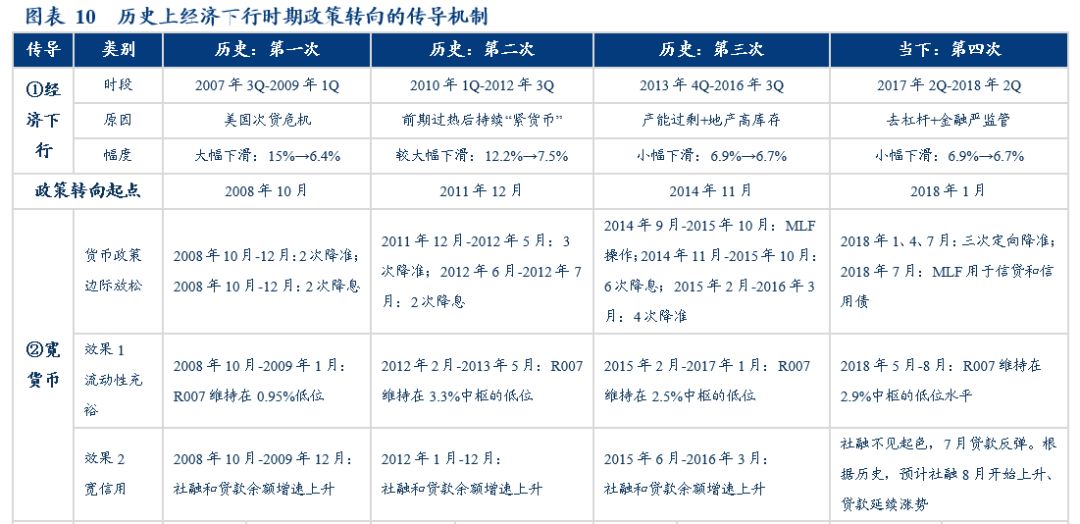 图表 10 历史上经济下行时期政策转向的传导机制
传导 类别 历史：第一次 历史：第二次 历史：第三次 当下：第四次
①经
济下
行
时段 2007 年 3Q-2009 年 1Q 2010 年 1Q-2012 年 3Q 2013 年 4Q-2016 年 3Q 2017 年 2Q-2018 年 2Q
原因 美国次贷危机 前期过热后持续“紧货币” 产能过剩+地产高库存 去杠杆+金融严监管
幅度 大幅下滑：15%→6.4% 较大幅下滑：12.2%→7.5% 小幅下滑：6.9%→6.7% 小幅下滑：6.9%→6.7%
政策转向起点 2008 年 10 月 2011 年 12 月 2014 年 11 月 2018 年 1 月
②宽
货币
货币政策
边际放松
2008 年 10 月-12 月：2 次降准；
2008 年 10 月-12 月：2 次降息
2011 年 12 月-2012 年 5 月：3
次降准；2012 年 6 月-2012 年 7
月：2 次降息
2014 年 9 月-2015 年 10 月：MLF
操作；2014 年 11 月-2015 年 10 月：
6 次降息；2015 年 2 月-2016 年 3
月：4 次降准
2018 年 1、4、7 月：三次定向降准；
2018 年 7 月：MLF 用于信贷和信
用债
效果 1
流动性充
裕
2008 年 10 月-2009 年 1 月：
R007 维持在 0.95%低位
2012 年 2 月-2013 年 5 月：R007
维持在 3.3%中枢的低位
2015 年 2 月-2017 年 1 月：R007
维持在 2.5%中枢的低位
2018 年 5 月-8 月：R007 维持在
2.9%中枢的低位水平
效果 2
宽信用
2008 年 10 月-2009 年 12 月：
社融和贷款余额增速上升
2012 年 1 月-12 月：
社融和贷款余额增速上升
2015 年 6 月-2016 年 3 月：
社融和贷款余额增速上升
社融不见起色，7 月贷款反弹。根
据历史，预计社融 8 月开始上升、
贷款延续涨势